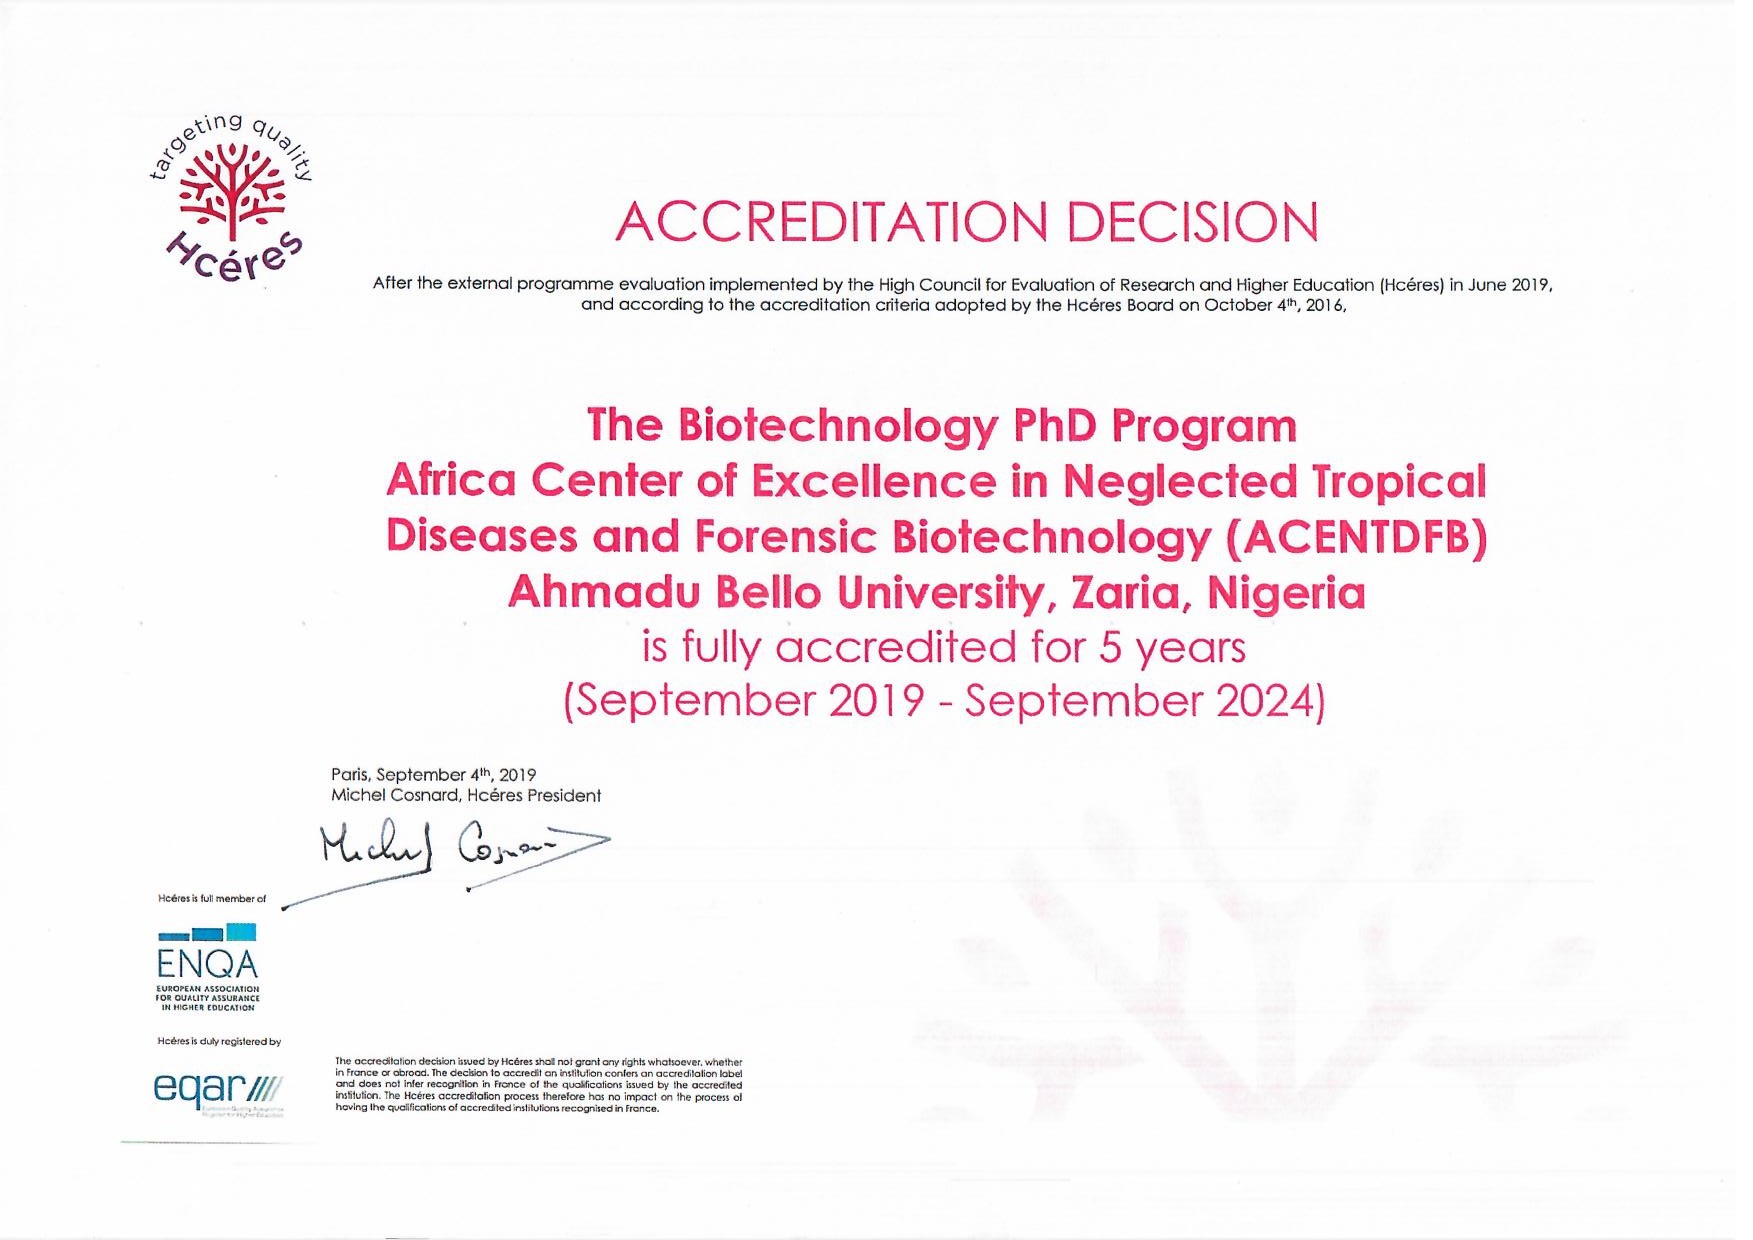 targeting quality
Hcéres
ACCREDITATION DECISION
After the external programme evaluation implemented by the High Council for Evaluation of Research and Higher Education (Hcéres) in June 2019,
and according to the accreditation criteria adopted by the Hcéres Board on October 4th, 2016,
The Biotechnology PhD Program
Africa Center of Excellence in Neglected Tropical
Diseases and Forensic Biotechnology (ACENTDFB)
Ahmadu Bello University, Zaria, Nigeria
is fully accredited for 5 years
(September 2019 - September 2024)
Paris, September 4th, 2019
Michel Cosnard, Hcéres President
Michel Cosnard
Hcéres is full member of
ENQA
EUROPEAN ASSOCIATION
FOR QUALITY ASSURANCE
IN HIGHER EDUCATION
Hcéres is duly registered by
eqar////
The accreditation decision issued by Hcéres shall not grant any rights whatsoever, whether
in France or abroad. The decision to accredit an institution confers an accreditation label
and does not infer recognition in France of the qualifications issued by the accredited
institution. The Hcéres accreditation process therefore has no impact on the process of
having the qualifications of accredited institutions recognised in France.